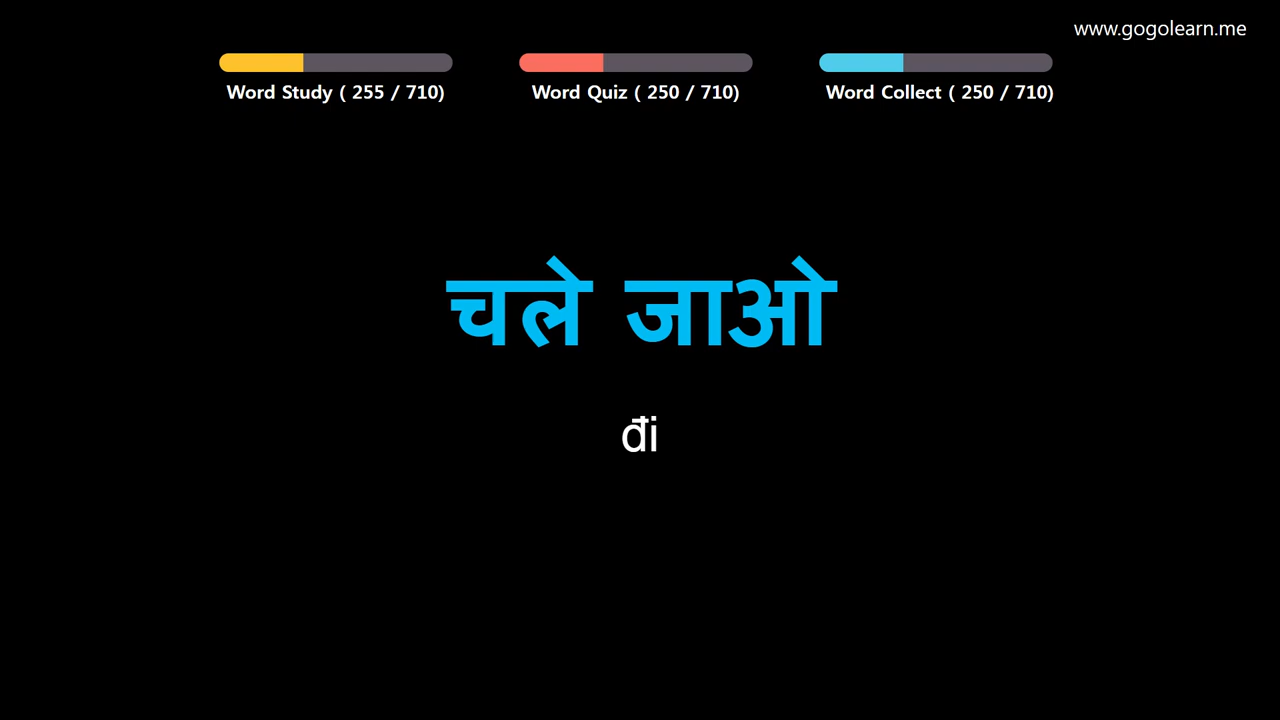 www.gogolearn.me
Word Study ( 255 / 710)
Word Quiz ( 250 / 710)
Word Collect ( 250 / 710)
चले जाओ
đi